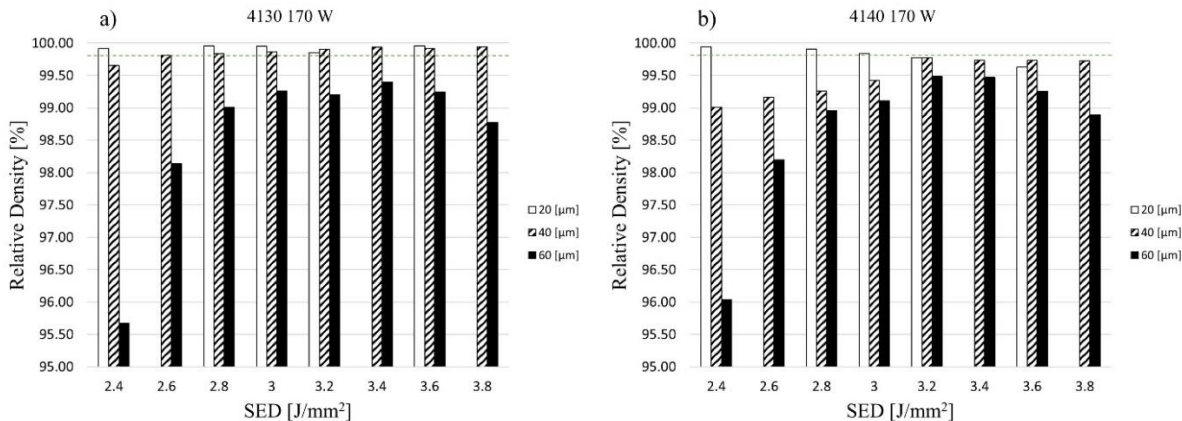 a)
4130 170 W
Relative Density [%]
100.00
99.50
99.00
98.50
98.00
97.50
97.00
96.50
96.00
95.50
95.00
2.4 2.6 2.8 3 3.2 3.4 3.6 3.8
SED [J/mm²]
20 [µm]
40 [µm]
60 [µm]
b)
4140 170 W
Relative Density [%]
100.00
99.50
99.00
98.50
98.00
97.50
97.00
96.50
96.00
95.50
95.00
2.4 2.6 2.8 3 3.2 3.4 3.6 3.8
SED [J/mm²]
20 [µm]
40 [µm]
60 [µm]